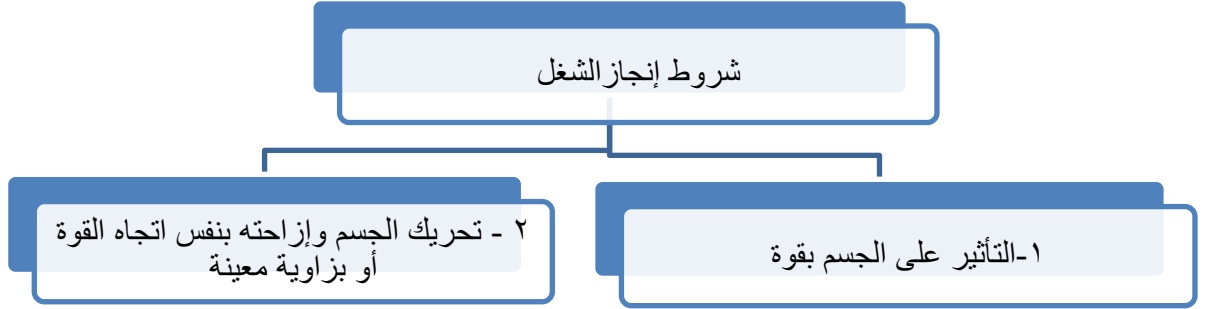 شروط إنجازالشغل
١-التأثير على الجسم بقوة
٢ - تحريك الجسم وإزاحته بنفس اتجاه القوة
أو بزاوية معينة